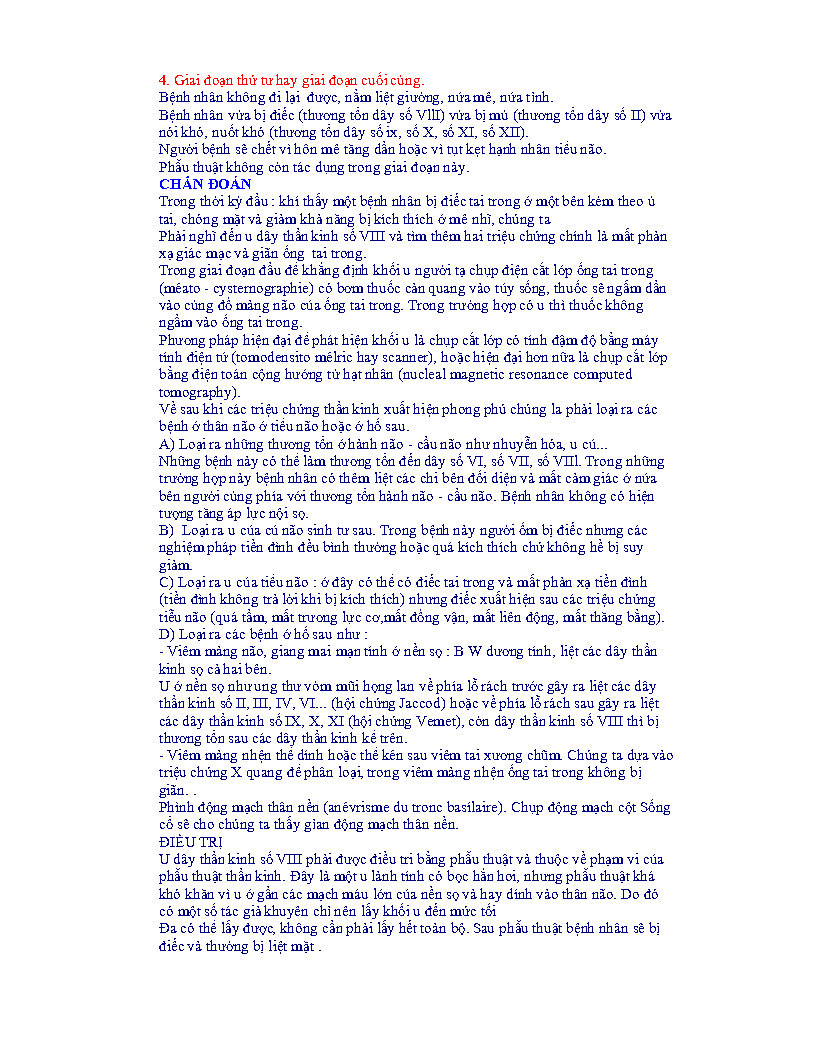 4. Giai đoạn thứ tư hay giai đoạn cuối cùng.
Bệnh nhân không đi lại  được, nằm liệt giường, nửa mê, nửa tỉnh.
Bệnh nhân vừa bị điếc (thương tổn dây số VllI) vừa bị mù (thương tổn dây số II) vừa
nói khó, nuốt khó (thương tổn dây số ix, số X, số XI, số XII).
Người bệnh sẽ chết vì hôn mê tăng dần hoặc vì tụt kẹt hạnh nhân tiểu não.
Phẫu thuật không còn tác dụng trong giai đoạn này.
CHẨN ĐOÁN
Trong thời kỳ đầu : khi thấy một bệnh nhân bị điếc tai trong ở một bên kèm theo ù
tai, chóng mặt và giảm khả năng bị kích thích ở mê nhĩ, chúng ta
Phải nghĩ đến u dây thần kinh số VIII và tìm thêm hai triệu chứng chính là mất phản
xạ giác mạc và giãn ống  tai trong.
Trong giai đoạn đầu để khẳng định khối u người tạ chụp điện cắt lớp ống tai trong
(méato - cysternographie) có bơm thuốc cản quang vào tủy sống, thuốc sẽ ngấm dần
vào cùng đồ màng não của ống tai trong. Trong trường hợp có u thì thuốc không
ngầm vào ống tai trong.
Phương pháp hiện đại để phát hiện khối u là chụp cắt lớp có tính đậm độ bằng máy
tính điện tử (tomodensito mélric hay scanner), hoặc hiện đại hơn nữa là chụp cắt lớp
bằng điện toán cộng hưởng từ hạt nhân (nucleal magnetic resonance computed
tomography).
Về sau khi các triệu chứng thần kinh xuất hiện phong phú chúng la phải loại ra các
bệnh ở thân não ở tiểu não hoặc ở hố sau.
A) Loại ra những thương tổn ở hành não - cầu não như nhuyễn hóa, u củ...
Những bệnh này có thể làm thương tổn đến dây số VI, số VII, số VIIl. Trong những
trường hợp này bệnh nhân có thêm liệt các chi bên đối diện và mất cảm giác ở nửa
bên người cùng phía với thương tổn hành não - cầu não. Bệnh nhân không có hiện
tượng tăng áp lực nội sọ.
B)  Loại ra u của củ não sinh tư sau. Trong bệnh này người ốm bị điếc nhưng các
nghiệm pháp tiền đình đều bình thường hoặc quá kích thích chứ không hề bị suy
giảm.
C) Loại ra u của tiểu não : ở đây có thể có điếc tai trong và mất phản xạ tiền đình
(tiền đình không trả lời khi bị kích thích) nhưng điếc xuất hiện sau các triệu chứng
tiểu não (quá tầm, mất trương lực cơ,mất đồng vận, mất liên động, mất thăng bằng).
D) Loại ra các bệnh ở hố sau như :
- Viêm màng não, giang mai mạn tính ở nền sọ : B W dương tính, liệt các dây thần
kinh sọ cả hai bên.
U ở nền sọ như ung thư vòm mũi họng lan về phía lỗ rách trước gây ra liệt các dây
thần kinh số II, III, IV, VI... (hội chứng Jaccod) hoặc về phía lỗ rách sau gây ra liệt
các dây thần kinh số IX, X, XI (hội chứng Vemet), còn dây thần kinh số VIII thì bị
thương tổn sau các dây thần kinh kể trên.
- Viêm màng nhện thể dính hoặc thể kén sau viêm tai xương chũm. Chúng ta dựa vào
triệu chứng X quang để phân loại, trong viêm màng nhện ống tai trong không bị
giãn. .
Phình động mạch thân nền (anévrisme du tronc basilaire). Chụp động mạch cột Sống
cổ sẽ cho chúng ta thấy gian động mạch thân nền.
ĐIỀU TRỊ
U dây thần kinh số VIII phải được điều tri bằng phẫu thuật và thuộc về phạm vi của
phẫu thuật thần kinh. Đây là một u lành tính có bọc hẳn hoi, nhưng phẫu thuật khá
khó khăn vì u ở gần các mạch máu lớn của nền sọ và hay dính vào thân não. Do đó
có một số tác giả khuyên chỉ nên lấy khối u đến mức tối
Đa có thể lấy được, không cần phải lấy hết toàn bộ. Sau phẫu thuật bệnh nhân sẽ bị
điếc và thường bị liệt mặt .